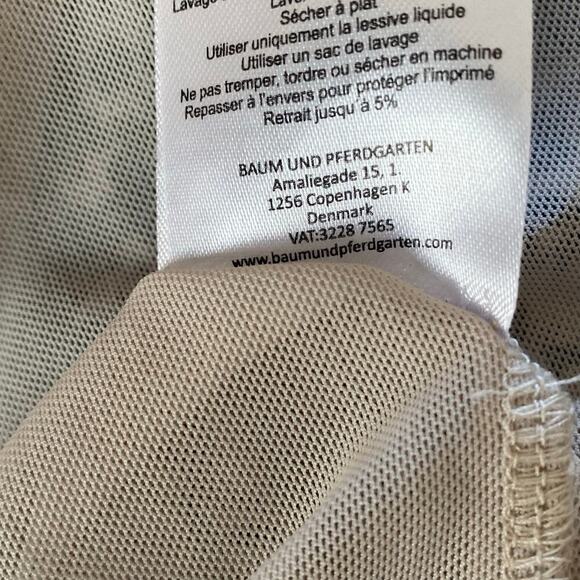 Lavage
Sécher à plat
Utiliser uniquement la lessive liquide
Utiliser un sac de lavage
Ne pas tremper, tordre ou sécher en machine
Repasser à l'envers pour protéger l'imprimé
Retrait jusqu'à 5%
BAUM UND PFERDGARTEN
Amaliegade 15, 1.
1256 Copenhagen K
Denmark
VAT:3228 7565
www.baumundpferdgarten.com